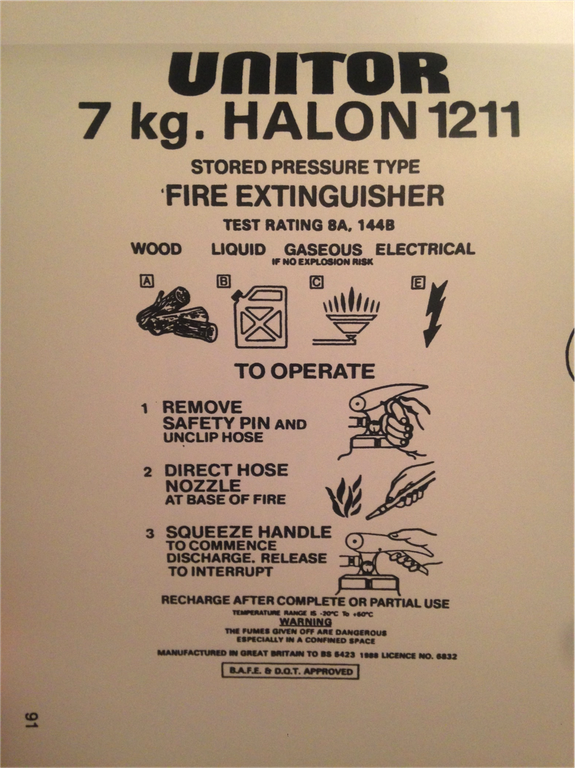 UNITOR
7 kg. HALON 1211
STORED PRESSURE TYPE
FIRE EXTINGUISHER
TEST RATING 8A, 144B
WOOD LIQUID GASEOUS ELECTRICAL
IF NO EXPLOSION RISK
A B C E
TO OPERATE
1 REMOVE
SAFETY PIN AND
UNCLIP HOSE
2 DIRECT HOSE
NOZZLE
AT BASE OF FIRE
3 SQUEEZE HANDLE
TO COMMENCE
DISCHARGE. RELEASE
TO INTERRUPT
RECHARGE AFTER COMPLETE OR PARTIAL USE
TEMPERATURE RANGE IS -30°C To +60°C
WARNING
THE FUMES GIVEN OFF ARE DANGEROUS
ESPECIALLY IN A CONFINED SPACE
MANUFACTURED IN GREAT BRITAIN TO BS 5423 1986 LICENCE NO. 6832
B.A.F.E. & D.O.T. APPROVED
91